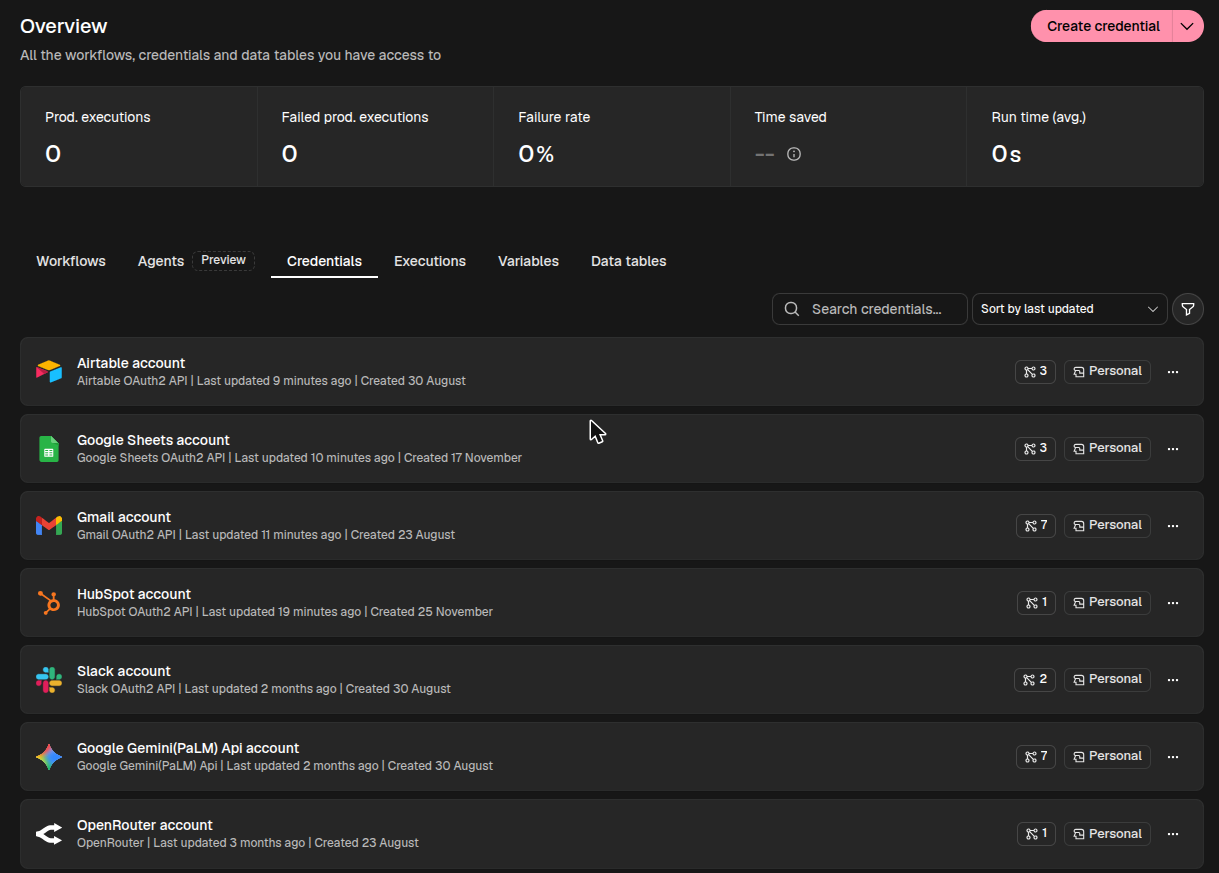 Overview
Create credential
All the workflows, credentials and data tables you have access to
Prod. executions
0
Failed prod. executions
0
Failure rate
0%
Time saved
--
Run time (avg.)
0s
Workflows
Agents
Preview
Credentials
Executions
Variables
Data tables
Search credentials...
Sort by last updated
Airtable account
Airtable OAuth2 API | Last updated 9 minutes ago | Created 30 August
3
Personal
Google Sheets account
Google Sheets OAuth2 API | Last updated 10 minutes ago | Created 17 November
3
Personal
Gmail account
Gmail OAuth2 API | Last updated 11 minutes ago | Created 23 August
7
Personal
HubSpot account
HubSpot OAuth2 API | Last updated 19 minutes ago | Created 25 November
1
Personal
Slack account
Slack OAuth2 API | Last updated 2 months ago | Created 30 August
2
Personal
Google Gemini(PaLM) Api account
Google Gemini(PaLM) Api | Last updated 2 months ago | Created 30 August
7
Personal
OpenRouter account
OpenRouter | Last updated 3 months ago | Created 23 August
1
Personal